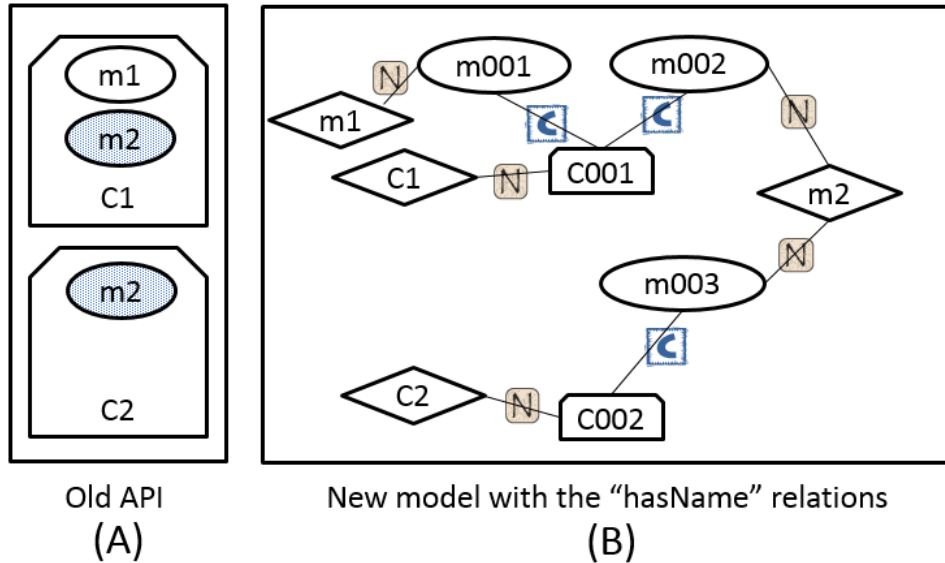 m1
m2
C1
m2
C2
Old API
(A)
m001
m002
N
C
C
N
m1
C1
N
C001
m2
N
m003
C
C2
N
C002
New model with the “hasName” relations
(B)